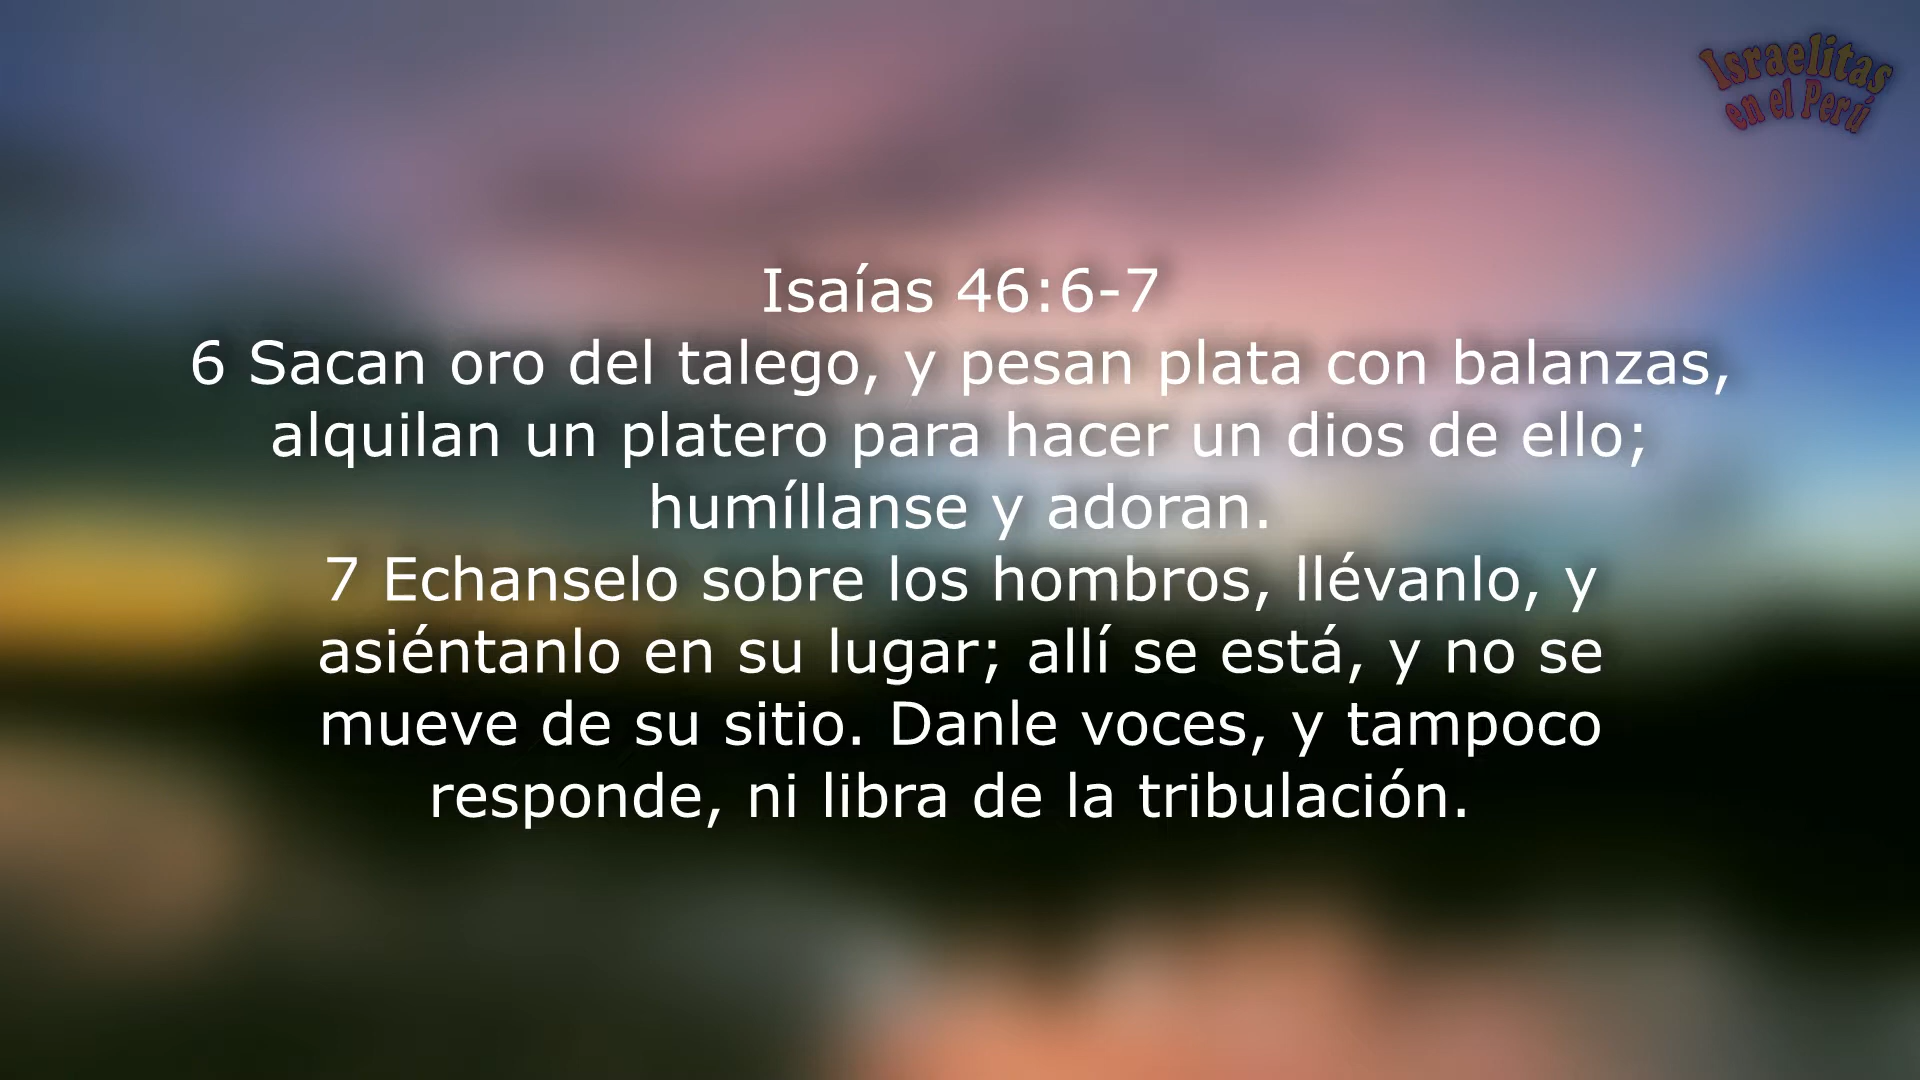 Israelitas
en el Perú
Isaías 46:6-7
6 Sacan oro del talego, y pesan plata con balanzas,
alquilan un platero para hacer un dios de ello;
humíllanse y adoran.
7 Echanselo sobre los hombros, llévanlo, y
asiéntanlo en su lugar; allí se está, y no se
mueve de su sitio. Danle voces, y tampoco
responde, ni libra de la tribulación.